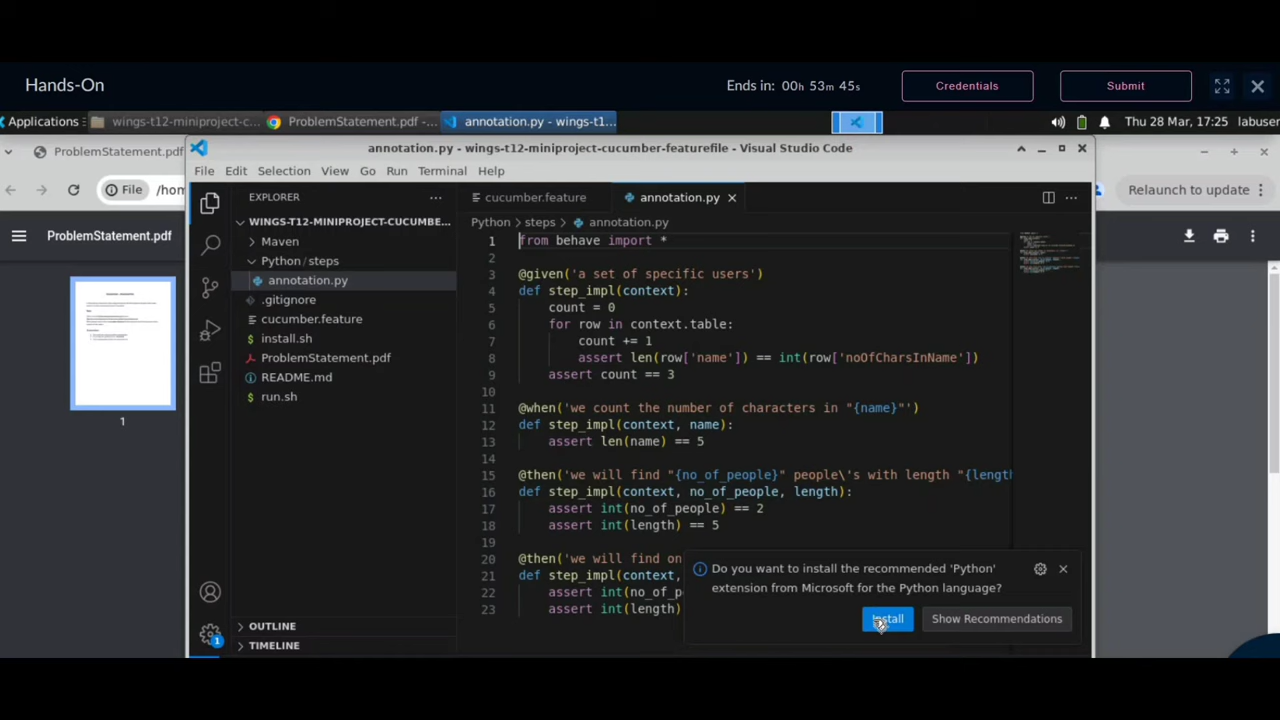 Hands-On
Ends in: 00h 53m 45s
Credentials
Submit
Applications
wings-t12-miniproject-c...
ProblemStatement.pdf -...
annotation.py - wings-t1...
Thu 28 Mar, 17:25
labuser
ProblemStatement.pdf
annotation.py - wings-t12-miniproject-cucumber-featurefile - Visual Studio Code
File
Relaunch to update
File Edit Selection View Go Run Terminal Help
ProblemStatement.pdf
1
EXPLORER
WINGS-T12-MINIPROJECT-CUCUMBE...
Maven
Python/steps
annotation.py
.gitignore
cucumber.feature
install.sh
ProblemStatement.pdf
README.md
run.sh
OUTLINE
TIMELINE
1
cucumber.feature
annotation.py
Python > steps > annotation.py
1 from behave import *
2
3 @given('a set of specific users')
4 def step_impl(context):
5 count = 0
6 for row in context.table:
7 count += 1
8 assert len(row['name']) == int(row['noOfCharsInName'])
9 assert count == 3
10
11 @when('we count the number of characters in "{name}"')
12 def step_impl(context, name):
13 assert len(name) == 5
14
15 @then('we will find "{no_of_people}" people\'s with length "{lengt
16 def step_impl(context, no_of_people, length):
17 assert int(no_of_people) == 2
18 assert int(length) == 5
19
20 @then('we will find on
21 def step_impl(context,
22 assert int(no_of_p
23 assert int(length)
Do you want to install the recommended 'Python'
extension from Microsoft for the Python language?
Install
Show Recommendations